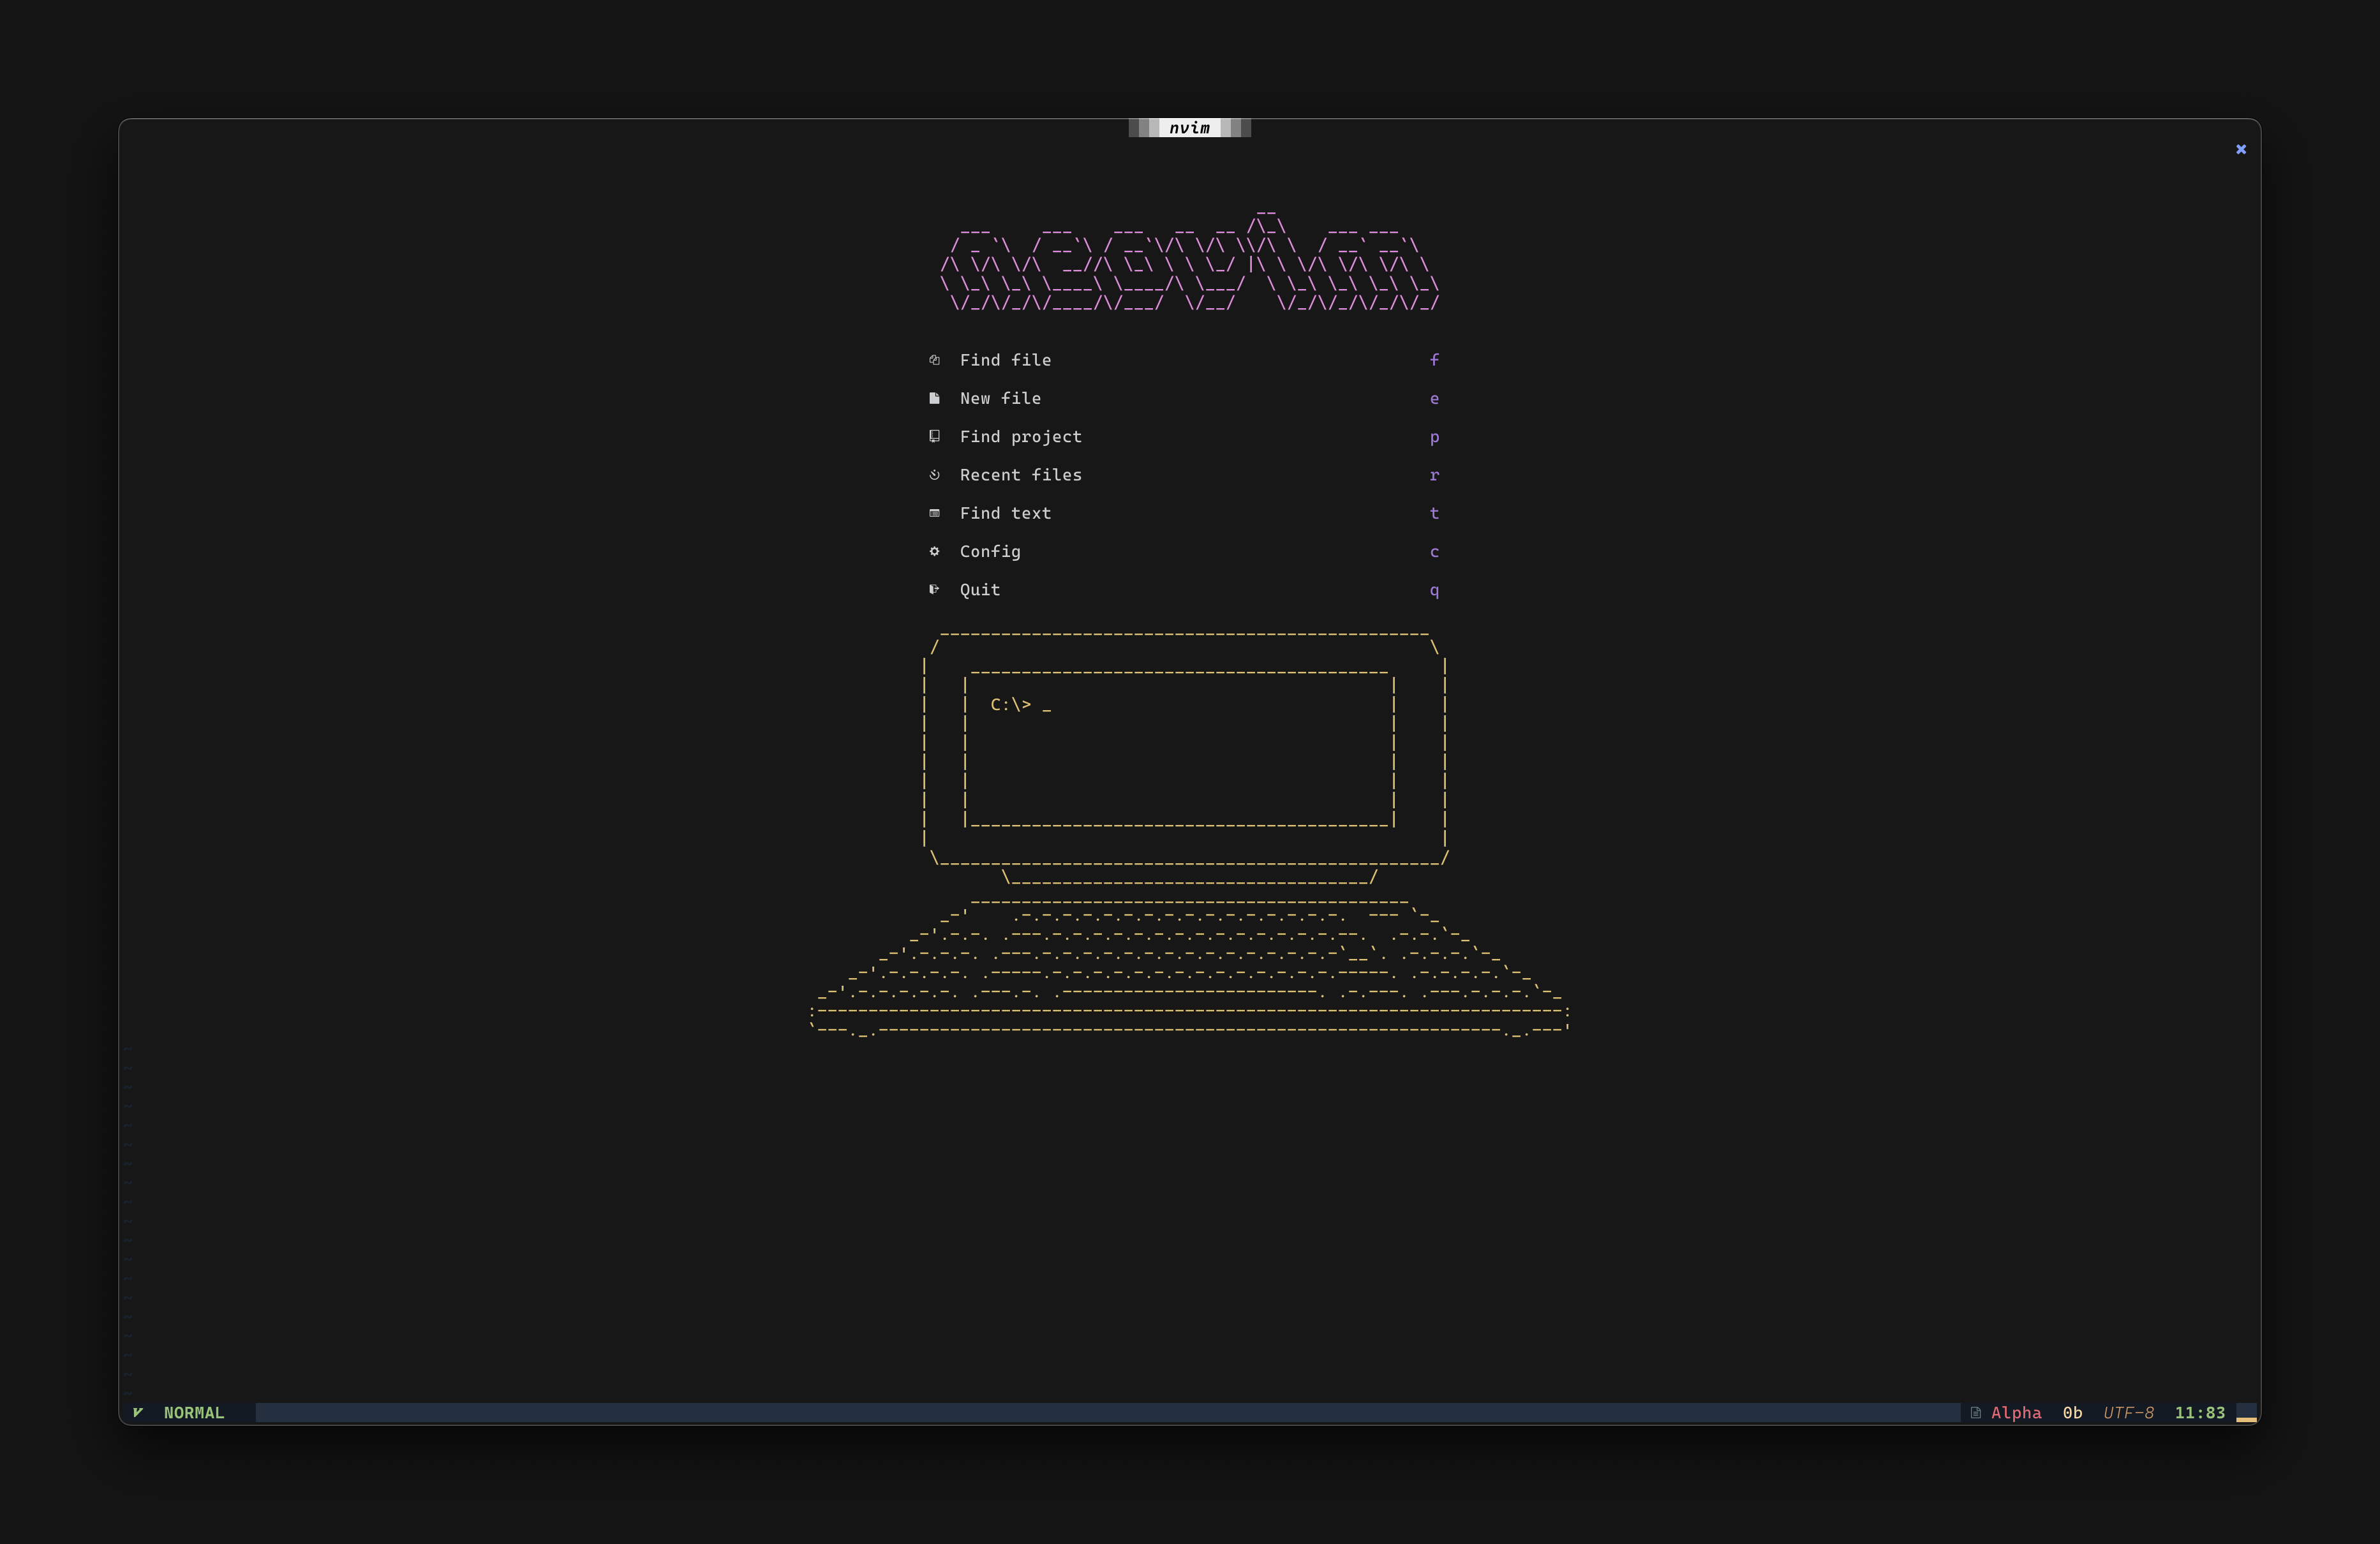 nvim
neovim
Find file f
New file e
Find project p
Recent files r
Find text t
Config c
Quit q
C:\> _
NORMAL Alpha 0b UTF-8 11:83